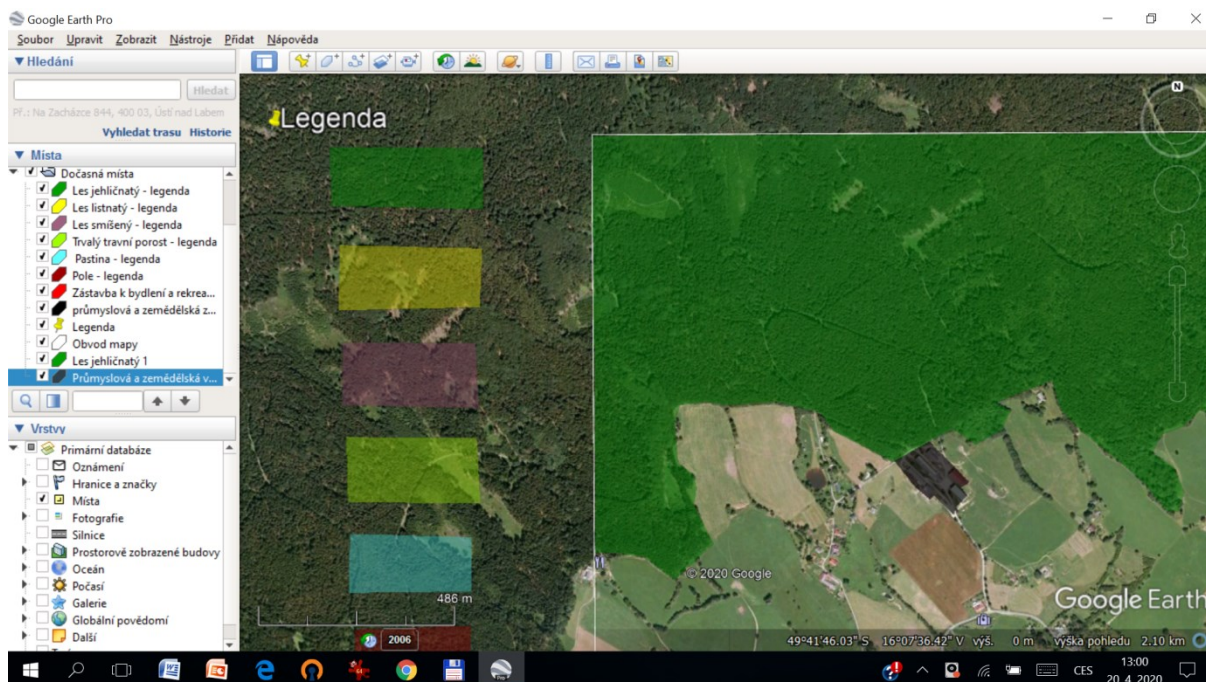 Google Earth Pro
Soubor Upravit Zobrazit Nástroje Přidat Nápověda
Hledání
Hledat
Př.: Na Zacházce 844, 400 03, Ústí nad Labem
Vyhledat trasu Historie
Místa
Dočasná místa
Les jehličnatý - legenda
Les listnatý - legenda
Les smíšený - legenda
Trvalý travní porost - legenda
Pastina - legenda
Pole - legenda
Zástavba k bydlení a rekrea...
průmyslová a zemědělská z...
Legenda
Obvod mapy
Les jehličnatý 1
Průmyslová a zemědělská v...
Vrstvy
Primární databáze
Oznámení
Hranice a značky
Místa
Fotografie
Silnice
Prostorově zobrazené budovy
Oceán
Počasí
Galerie
Globální povědomí
Další
Legenda
N
© 2020 Google
Google Earth
486 m
2006
49°41'46.03" S 16°07'36.42" V výš. 0 m výška pohledu 2.10 km
CES
13:00
20. 4. 2020